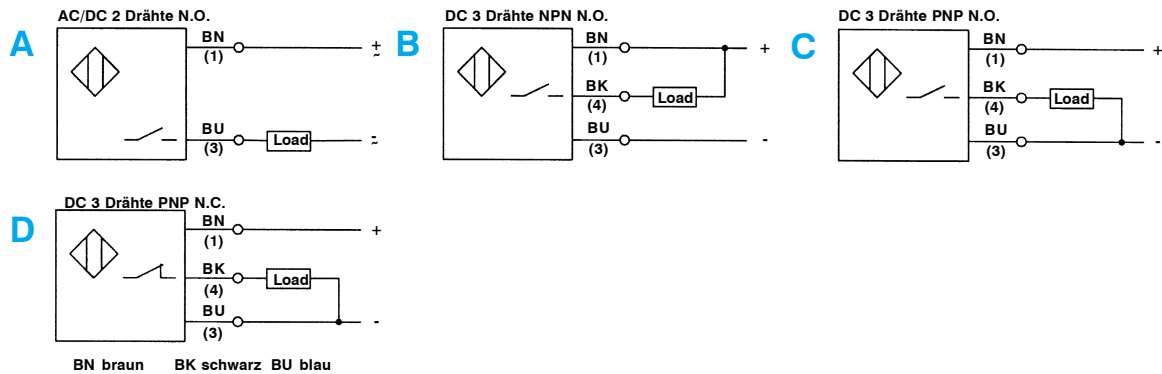 AC/DC 2 Drähte N.O.
A
BN
(1)
+
~
BU
(3)
Load
-
~
DC 3 Drähte NPN N.O.
B
BN
(1)
+
BK
(4)
Load
BU
(3)
-
DC 3 Drähte PNP N.O.
C
BN
(1)
+
BK
(4)
Load
BU
(3)
-
DC 3 Drähte PNP N.C.
D
BN
(1)
+
BK
(4)
Load
BU
(3)
-
BN braun BK schwarz BU blau